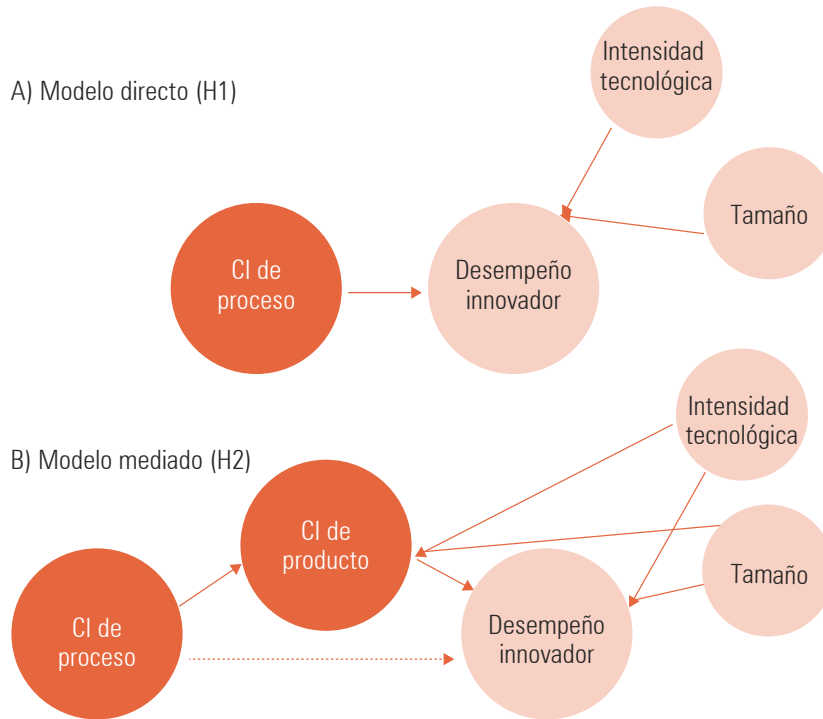 A) Modelo directo (H1)
Intensidad
tecnológica
Tamaño
CI de
proceso
Desempeño
innovador
B) Modelo mediado (H2)
Intensidad
tecnológica
CI de
producto
Tamaño
CI de
proceso
Desempeño
innovador